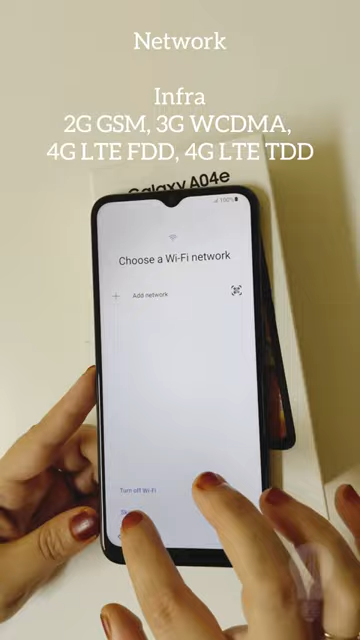 Network
Infra
2G GSM, 3G WCDMA,
4G LTE FDD, 4G LTE TDD
Galaxy A04e
100%
Choose a Wi-Fi network
Add network
Turn off Wi-Fi